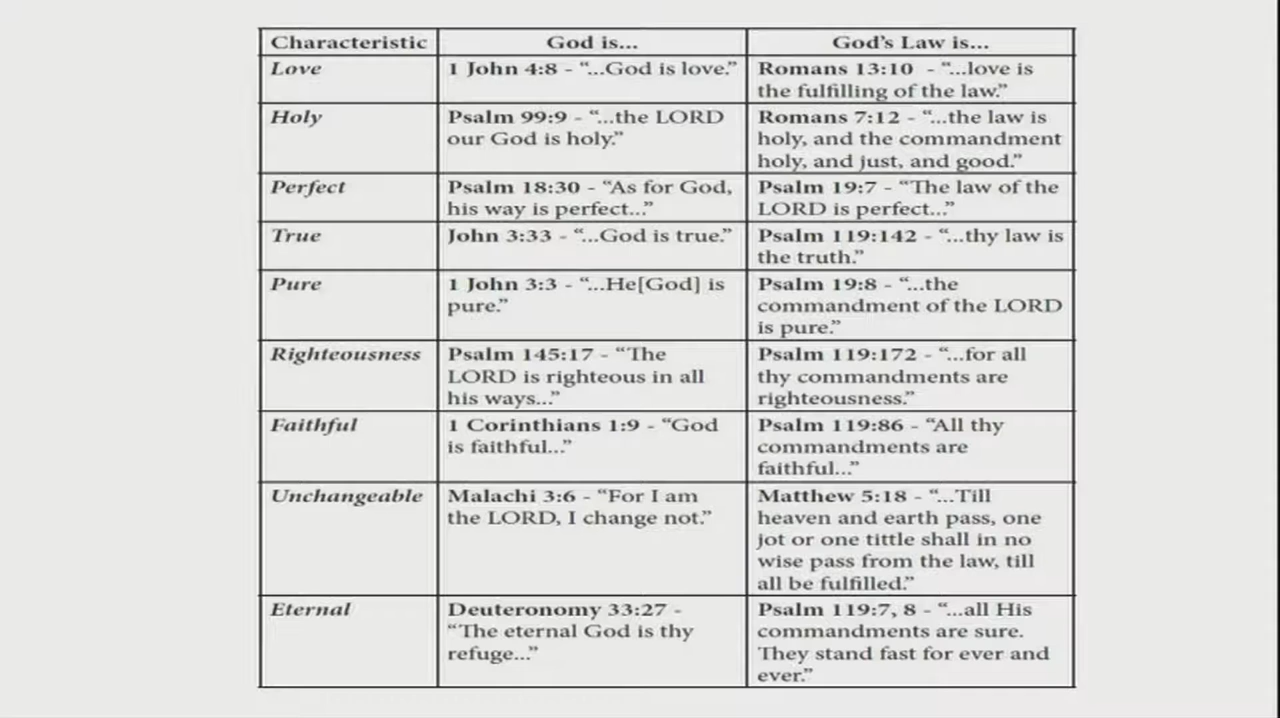 Characteristic God is... God's Law is...
Love 1 John 4:8 - “...God is love.” Romans 13:10 - “...love is
the fulfilling of the law.”
Holy Psalm 99:9 - “...the LORD Romans 7:12 - “...the law is
our God is holy.” holy, and the commandment
holy, and just, and good.”
Perfect Psalm 18:30 - “As for God, Psalm 19:7 - “The law of the
his way is perfect...” LORD is perfect...”
True John 3:33 - “...God is true.” Psalm 119:142 - “...thy law is
the truth.”
Pure 1 John 3:3 - “...He[God] is Psalm 19:8 - “...the
pure.” commandment of the LORD
is pure.”
Righteousness Psalm 145:17 - “The Psalm 119:172 - “...for all
LORD is righteous in all thy commandments are
his ways...” righteousness.”
Faithful 1 Corinthians 1:9 - “God Psalm 119:86 - “All thy
is faithful...” commandments are
faithful...”
Unchangeable Malachi 3:6 - “For I am Matthew 5:18 - “...Till
the LORD, I change not.” heaven and earth pass, one
jot or one tittle shall in no
wise pass from the law, till
all be fulfilled.”
Eternal Deuteronomy 33:27 - Psalm 119:7, 8 - “...all His
“The eternal God is thy commandments are sure.
refuge...” They stand fast for ever and
ever.”